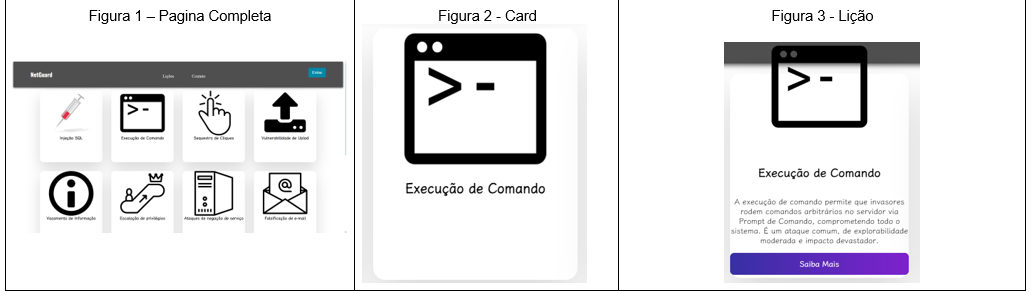 Figura 1 – Pagina Completa
NetGuard
Lições
Contato
Entrar
Injeção SQL
Execução de Comando
Sequestro de Cliques
Vulnerabilidade de Upload
Vazamento de Informação
Escalação de privilégios
Ataques de negação de serviço
Falsificação de e-mail
Figura 2 - Card
>-
Execução de Comando
Figura 3 - Lição
>-
Execução de Comando
A execução de comando permite que invasores
rodem comandos arbitrários no servidor via
Prompt de Comando, comprometendo todo o
sistema. É um ataque comum, de explorabilidade
moderada e impacto devastador.
Saiba Mais